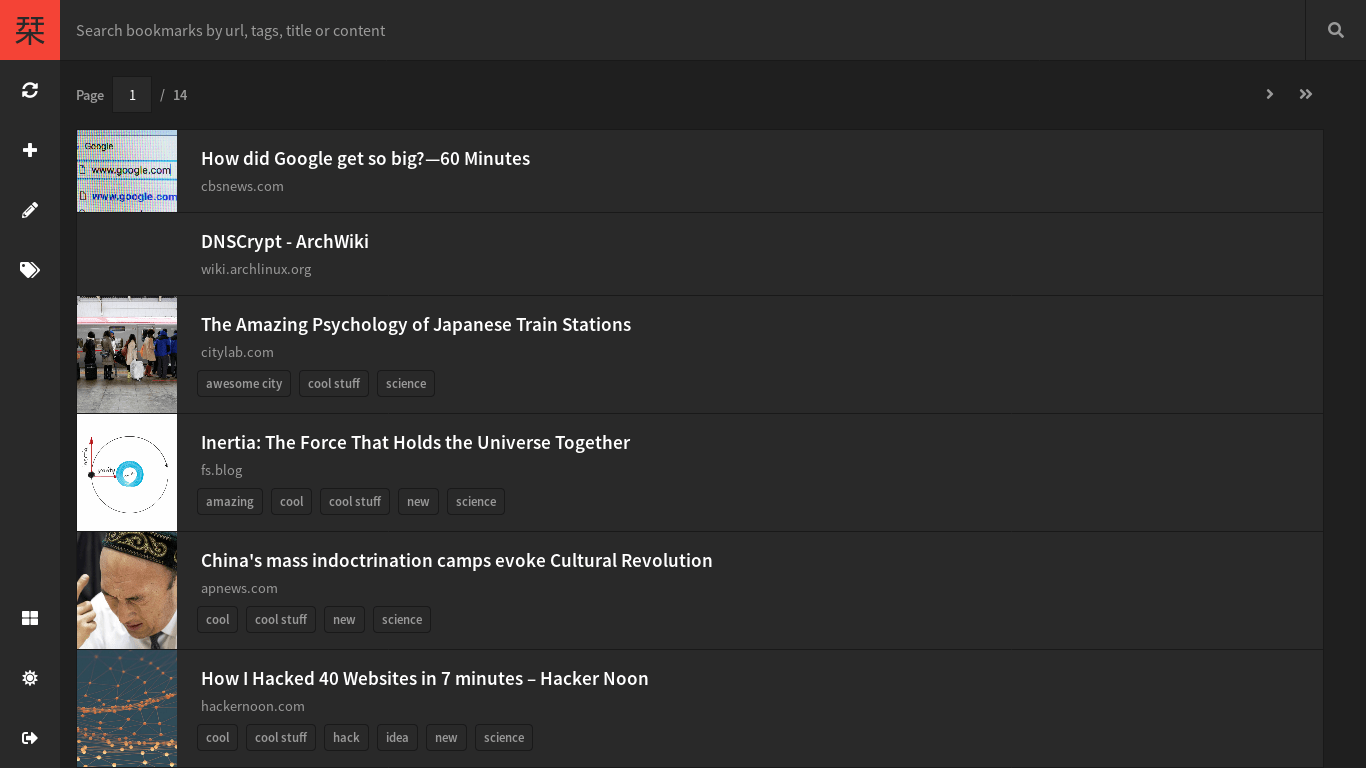 栞
Search bookmarks by url, tags, title or content
Page 1 / 14
Google
www.google.com
www.google.com
How did Google get so big?—60 Minutes
cbsnews.com
DNSCrypt - ArchWiki
wiki.archlinux.org
The Amazing Psychology of Japanese Train Stations
citylab.com
awesome city cool stuff science
Inertia: The Force That Holds the Universe Together
fs.blog
amazing cool cool stuff new science
China's mass indoctrination camps evoke Cultural Revolution
apnews.com
cool cool stuff new science
How I Hacked 40 Websites in 7 minutes – Hacker Noon
hackernoon.com
cool cool stuff hack idea new science